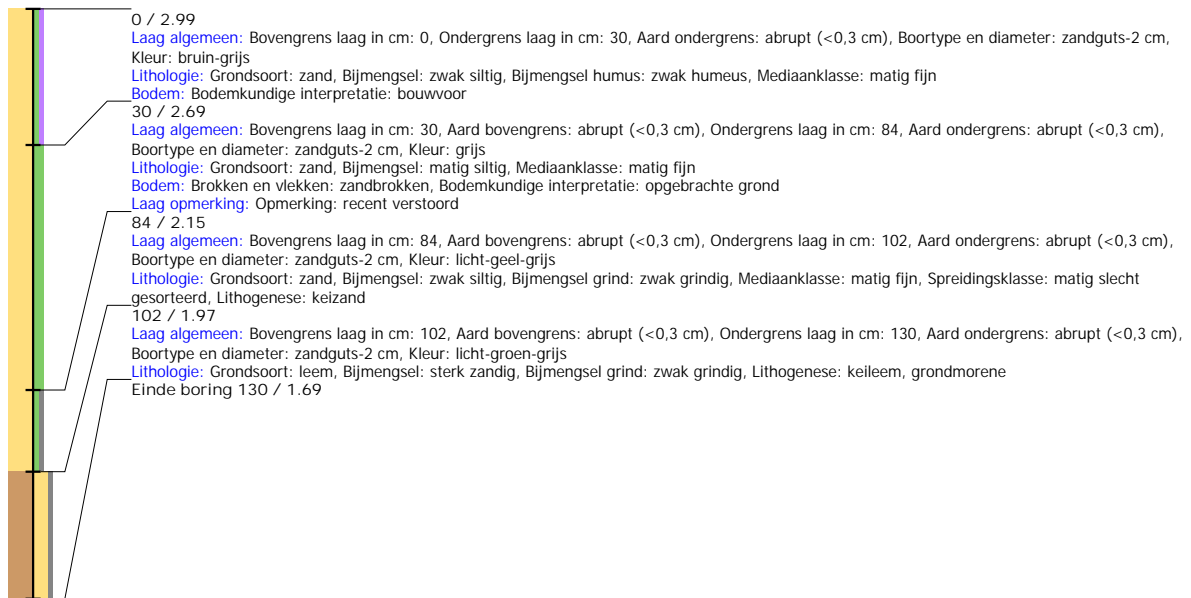 0 / 2.99
Laag algemeen: Bovengrens laag in cm: 0, Ondergrens laag in cm: 30, Aard ondergrens: abrupt (<0,3 cm), Boortype en diameter: zandguts-2 cm,
Kleur: bruin-grijs
Lithologie: Grondsoort: zand, Bijmengsel: zwak siltig, Bijmengsel humus: zwak humeus, Mediaanklasse: matig fijn
Bodem: Bodemkundige interpretatie: bouwvoor
30 / 2.69
Laag algemeen: Bovengrens laag in cm: 30, Aard bovengrens: abrupt (<0,3 cm), Ondergrens laag in cm: 84, Aard ondergrens: abrupt (<0,3 cm),
Boortype en diameter: zandguts-2 cm, Kleur: grijs
Lithologie: Grondsoort: zand, Bijmengsel: matig siltig, Mediaanklasse: matig fijn
Bodem: Brokken en vlekken: zandbrokken, Bodemkundige interpretatie: opgebrachte grond
Laag opmerking: Opmerking: recent verstoord
84 / 2.15
Laag algemeen: Bovengrens laag in cm: 84, Aard bovengrens: abrupt (<0,3 cm), Ondergrens laag in cm: 102, Aard ondergrens: abrupt (<0,3 cm),
Boortype en diameter: zandguts-2 cm, Kleur: licht-geel-grijs
Lithologie: Grondsoort: zand, Bijmengsel: zwak siltig, Bijmengsel grind: zwak grindig, Mediaanklasse: matig fijn, Spreidingsklasse: matig slecht
gesorteerd, Lithogenese: keizand
102 / 1.97
Laag algemeen: Bovengrens laag in cm: 102, Aard bovengrens: abrupt (<0,3 cm), Ondergrens laag in cm: 130, Aard ondergrens: abrupt (<0,3 cm),
Boortype en diameter: zandguts-2 cm, Kleur: licht-groen-grijs
Lithologie: Grondsoort: leem, Bijmengsel: sterk zandig, Bijmengsel grind: zwak grindig, Lithogenese: keileem, grondmorene
Einde boring 130 / 1.69